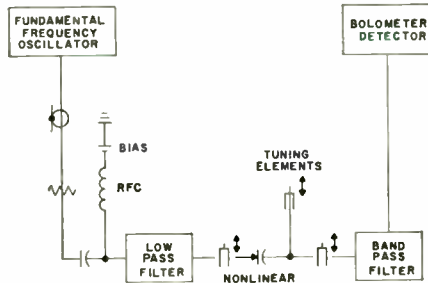 FUNDAMENTAL
FREQUENCY
OSCILLATOR
BOLOMETER
DETECTOR
BIAS
RFC
TUNING
ELEMENTS
LOW
PASS
FILTER
NONLINEAR
BAND
PASS
FILTER